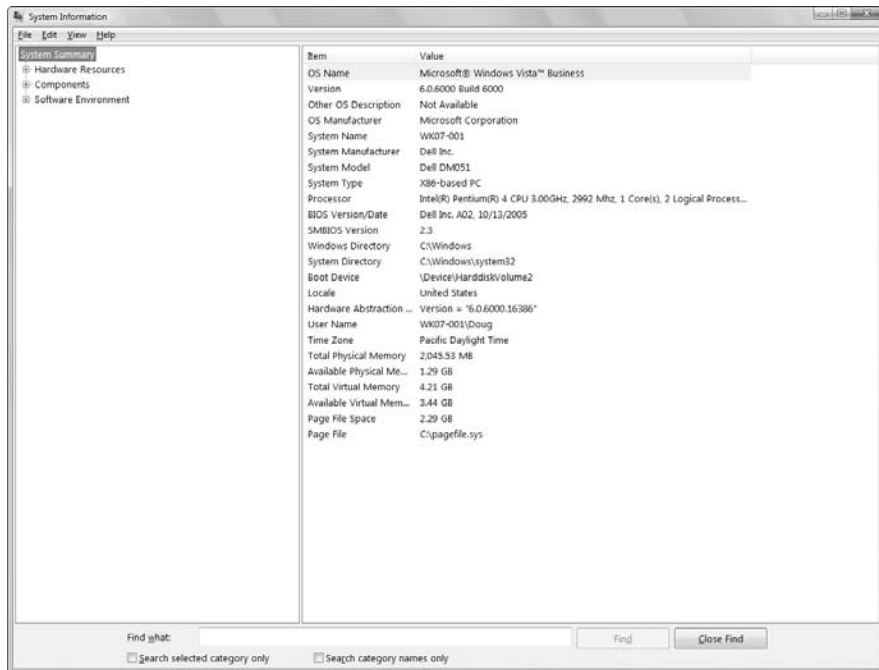 System Information
File Edit View Help
System Summary
Hardware Resources
Components
Software Environment
Item Value
OS Name Microsoft® Windows Vista™ Business
Version 6.0.6000 Build 6000
Other OS Description Not Available
OS Manufacturer Microsoft Corporation
System Name WK07-001
System Manufacturer Dell Inc.
System Model Dell DM051
System Type X86-based PC
Processor Intel(R) Pentium(R) 4 CPU 3.00GHz, 2992 Mhz, 1 Core(s), 2 Logical Process...
BIOS Version/Date Dell Inc. A02, 10/13/2005
SMBIOS Version 2.3
Windows Directory C:\Windows
System Directory C:\Windows\system32
Boot Device \Device\HarddiskVolume2
Locale United States
Hardware Abstraction ... Version = "6.0.6000.16386"
User Name WK07-001\Doug
Time Zone Pacific Daylight Time
Total Physical Memory 2,045.53 MB
Available Physical Me... 1.29 GB
Total Virtual Memory 4.21 GB
Available Virtual Mem... 3.44 GB
Page File Space 2.29 GB
Page File C:\pagefile.sys
Find what: Find Close Find
Search selected category only Search category names only